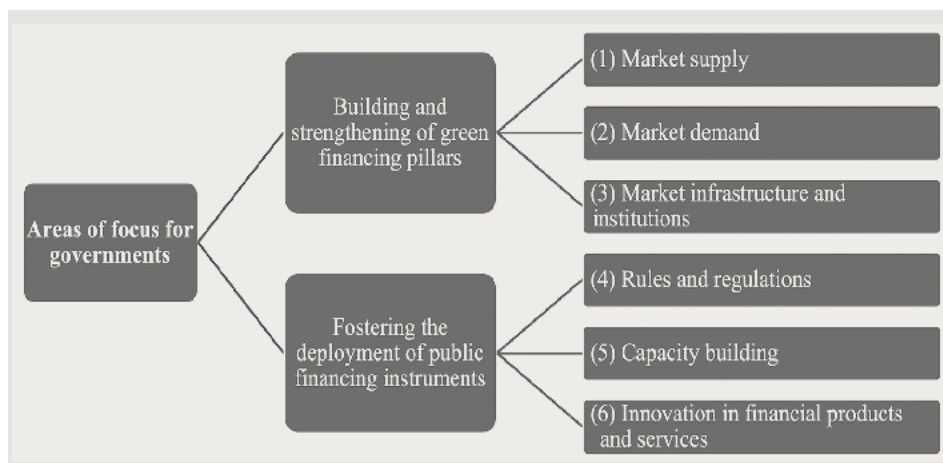 Areas of focus for
governments
Building and
strengthening of green
financing pillars
(1) Market supply
(2) Market demand
(3) Market infrastructure and
institutions
Fostering the
deployment of public
financing instruments
(4) Rules and regulations
(5) Capacity building
(6) Innovation in financial products
and services